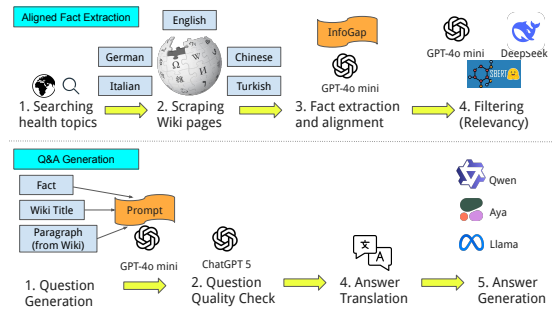 Aligned Fact Extraction
English
German
Chinese
Italian
Turkish
InfoGap
GPT-4o mini
GPT-4o mini
DeepSeek
SBERT
1. Searching
health topics
2. Scraping
Wiki pages
3. Fact extraction
and alignment
4. Filtering
(Relevancy)
Q&A Generation
Fact
Wiki Title
Paragraph
(from Wiki)
Prompt
GPT-4o mini
ChatGPT 5
文
A
Qwen
Aya
Llama
1. Question
Generation
2. Question
Quality Check
4. Answer
Translation
5. Answer
Generation